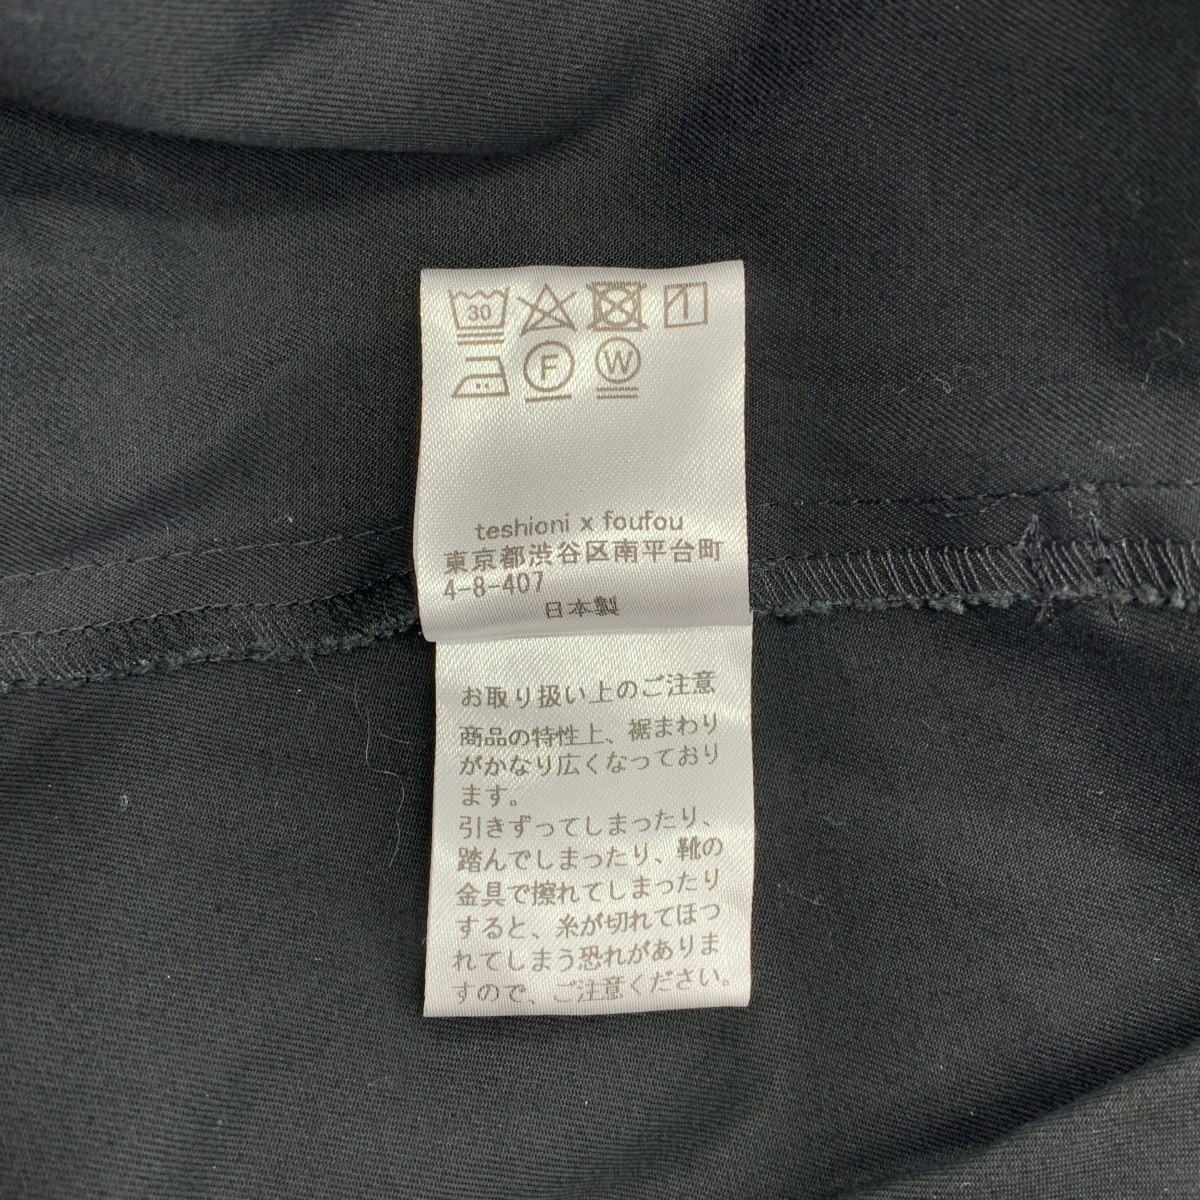 30
F
W
teshioni x foufou
東京都渋谷区南平台町
4-8-407
日本製
お取り扱い上のご注意
商品の特性上、裾まわり
がかなり広くなっており
ます。
引きずってしまったり、
踏んでしまったり、靴の
金具で擦れてしまったり
すると、糸が切れてほつ
れてしまう恐れがありま
すので、ご注意ください。